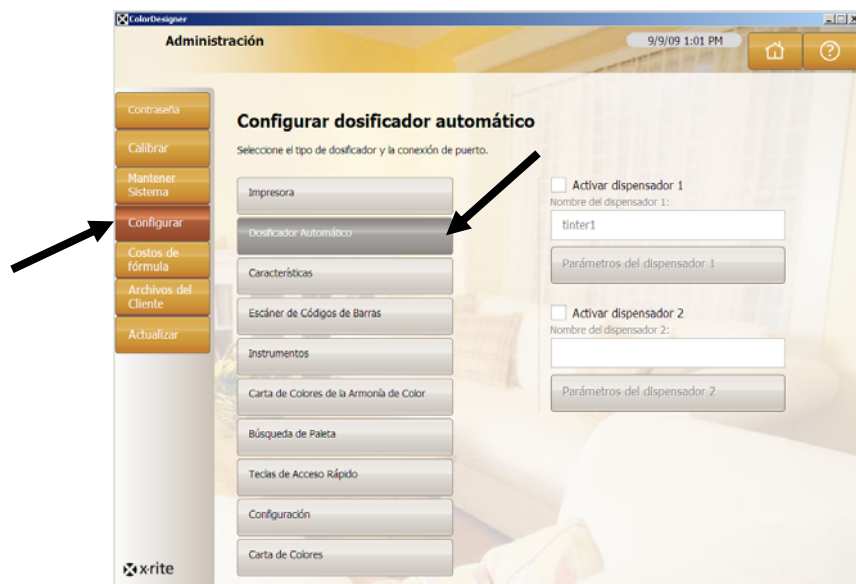 ColorDesigner
Administración
9/9/09 1:01 PM
Contraseña
Calibrar
Mantener
Sistema
Configurar
Costos de
fórmula
Archivos del
Cliente
Actualizar
Configurar dosificador automático
Seleccione el tipo de dosficador y la conexión de puerto.
Impresora
Dosificador Automático
Características
Escáner de Códigos de Barras
Instrumentos
Carta de Colores de la Armonía de Color
Búsqueda de Paleta
Teclas de Acceso Rápido
Configuración
Carta de Colores
Activar dispensador 1
Nombre del dispensador 1:
tinter1
Parámetros del dispensador 1
Activar dispensador 2
Nombre del dispensador 2:
Parámetros del dispensador 2
x·rite